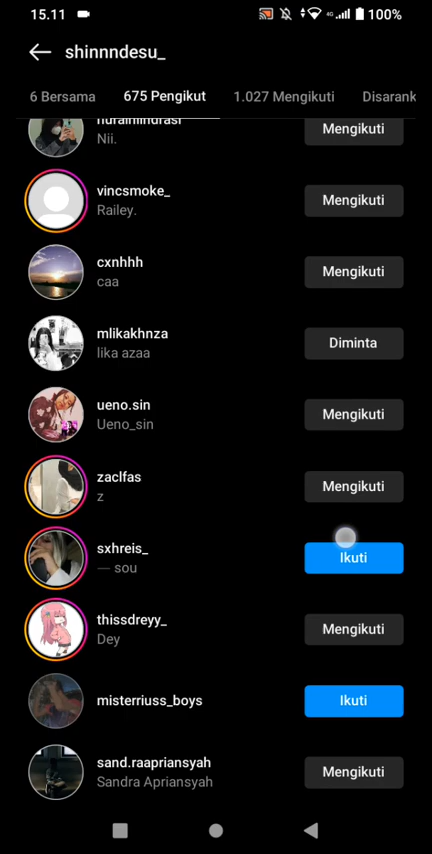 15.11
4G
100%
shinnndesu_
6 Bersama
675 Pengikut
1.027 Mengikuti
Disarank
Nii.
Mengikuti
vincsmoke_
Railey.
Mengikuti
cxnhhh
caa
Mengikuti
mlikakhnza
lika azaa
Diminta
ueno.sin
Ueno_sin
Mengikuti
zaclfas
z
Mengikuti
sxhreis_
— sou
Ikuti
thissdreyy_
Dey
Mengikuti
misterriuss_boys
Ikuti
sand.raapriansyah
Sandra Apriansyah
Mengikuti